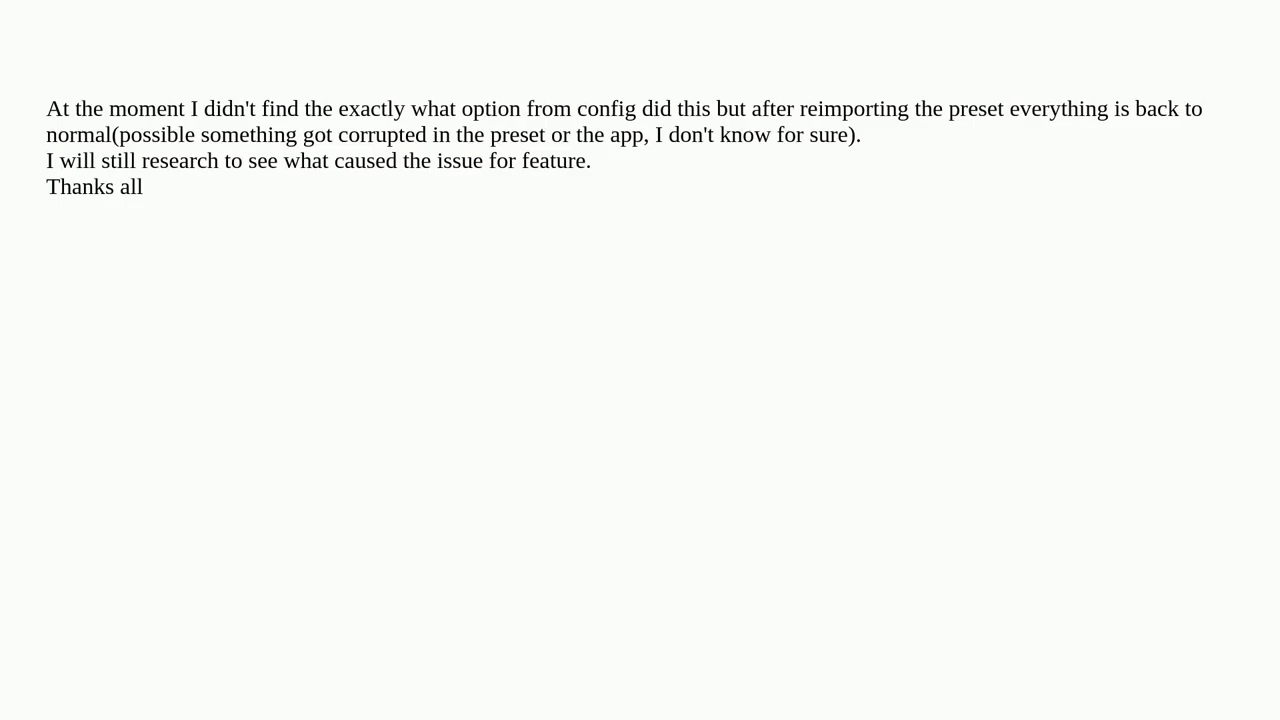 At the moment I didn't find the exactly what option from config did this but after reimporting the preset everything is back to
normal(possible something got corrupted in the preset or the app, I don't know for sure).
I will still research to see what caused the issue for feature.
Thanks all